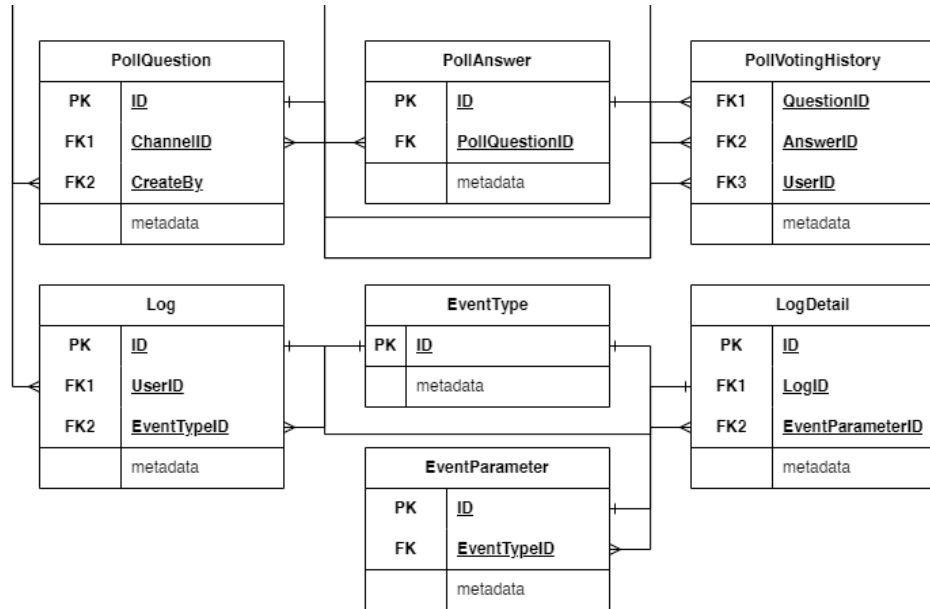 PollQuestion
PK ID
FK1 ChannelID
FK2 CreateBy
metadata
PollAnswer
PK ID
FK PollQuestionID
metadata
PollVotingHistory
FK1 QuestionID
FK2 AnswerID
FK3 UserID
metadata
Log
PK ID
FK1 UserID
FK2 EventTypeID
metadata
EventType
PK ID
metadata
LogDetail
PK ID
FK1 LogID
FK2 EventParameterID
metadata
EventParameter
PK ID
FK EventTypeID
metadata